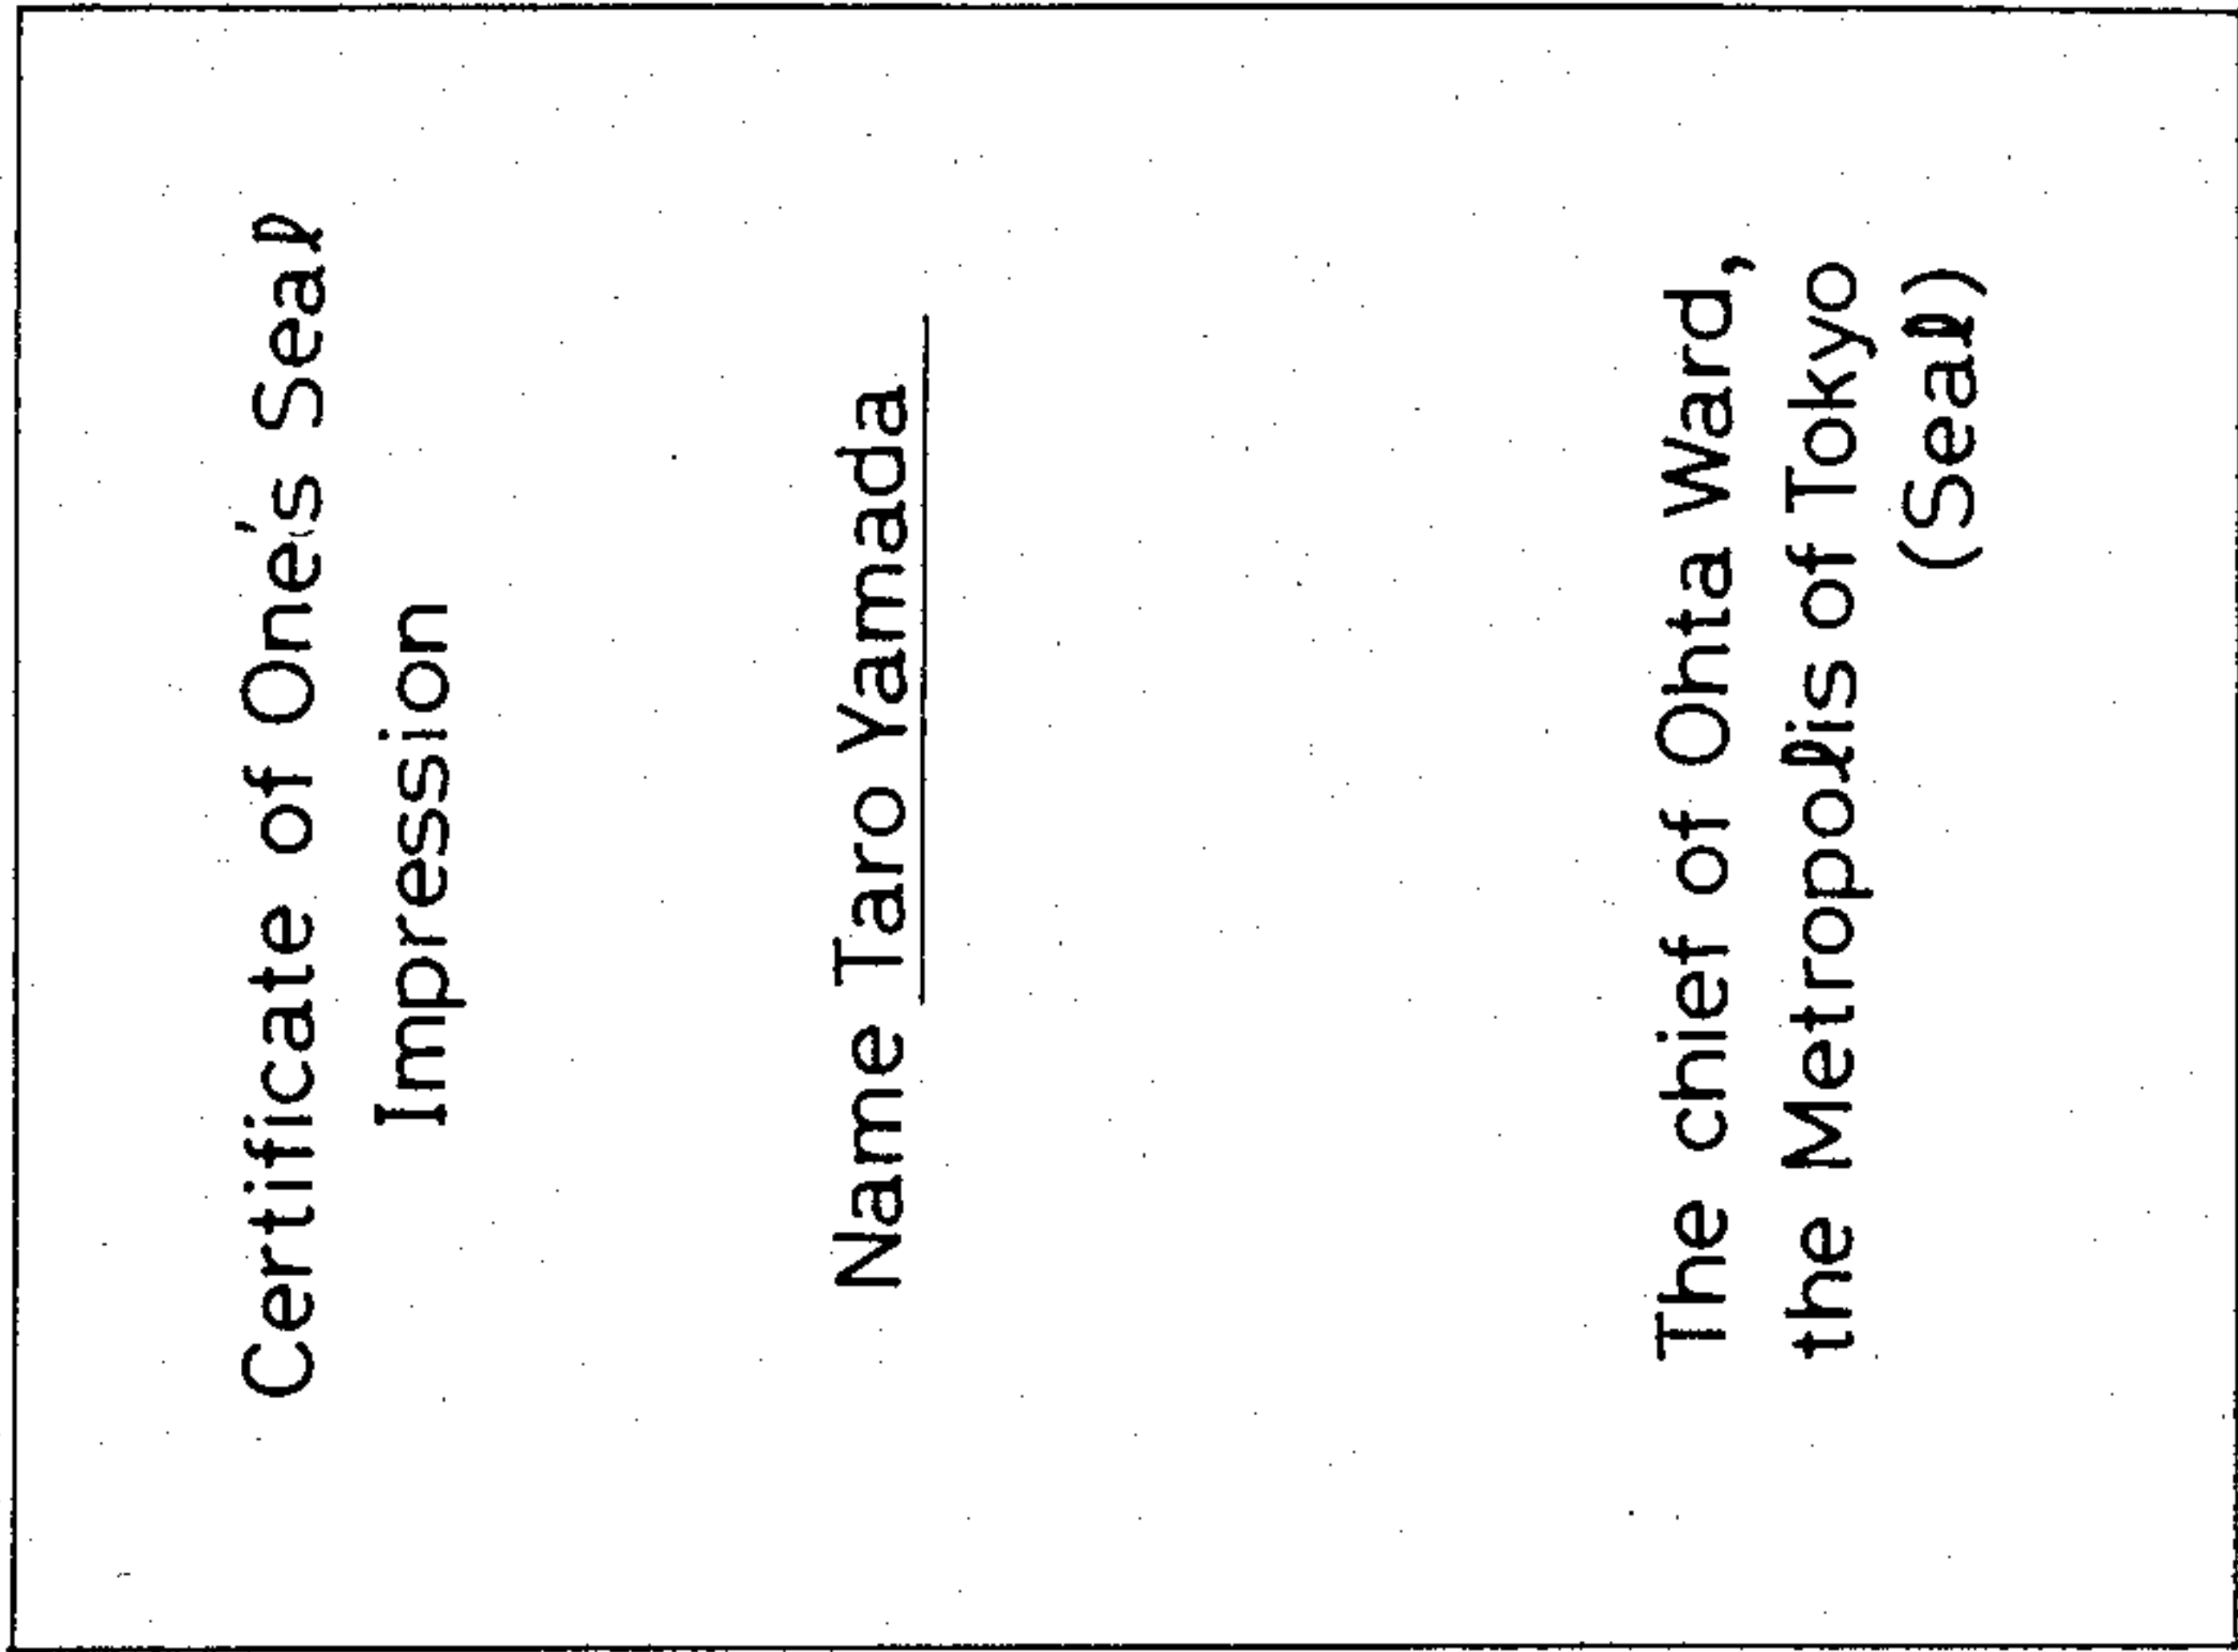 Certificate of One's Seal
Impression
Name Taro Yamada
The chief of Ohta Ward,
the Metropolis of Tokyo
(Seal)